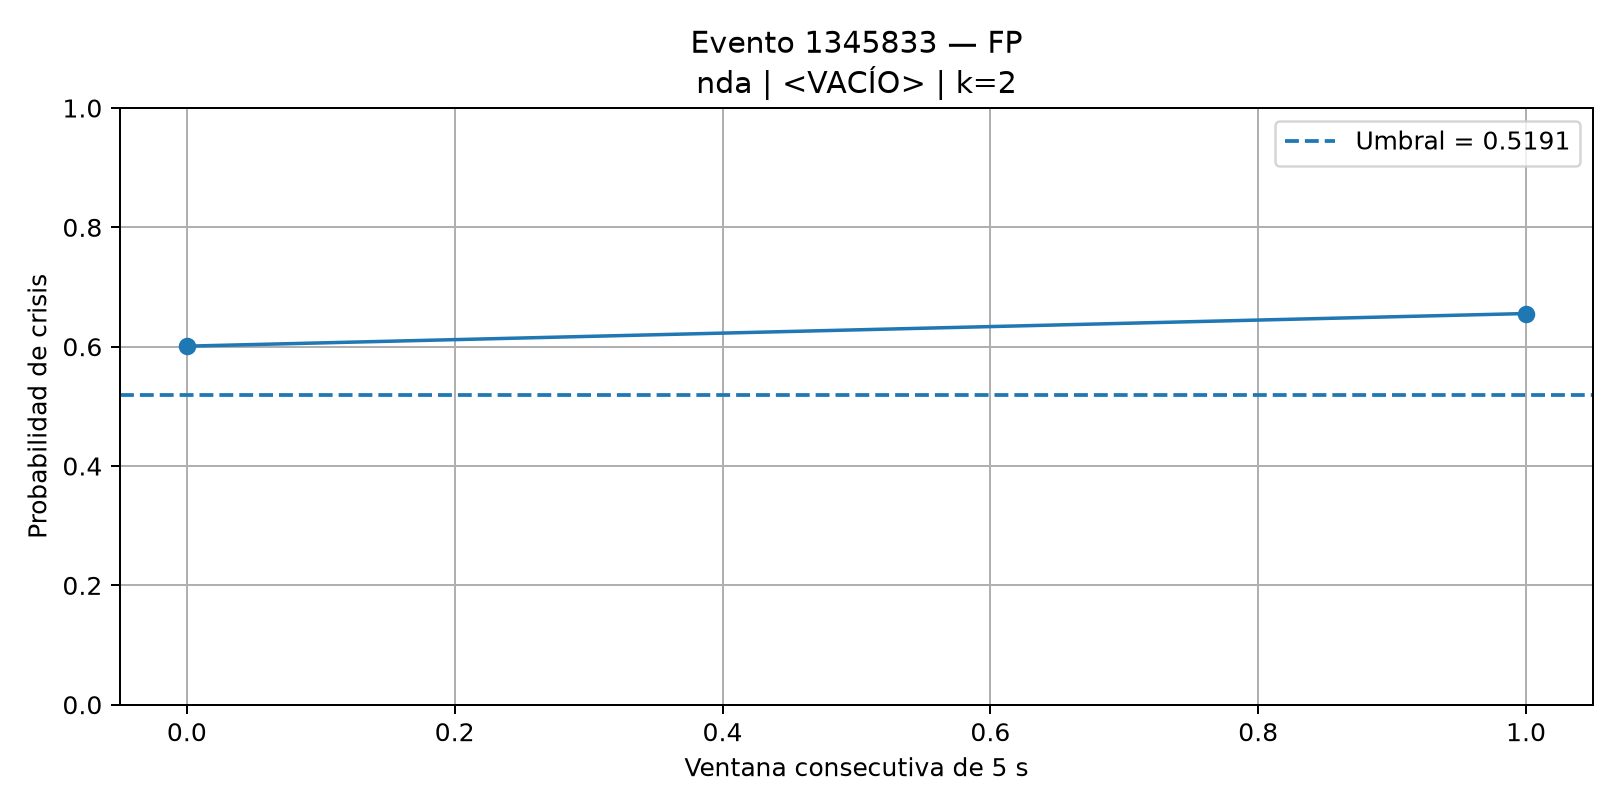 Evento 1345833 — FP
nda | <VACÍO> | k=2
1.0
Umbral = 0.5191
0.8
0.6
0.4
0.2
0.0
Probabilidad de crisis
0.0 0.2 0.4 0.6 0.8 1.0
Ventana consecutiva de 5 s